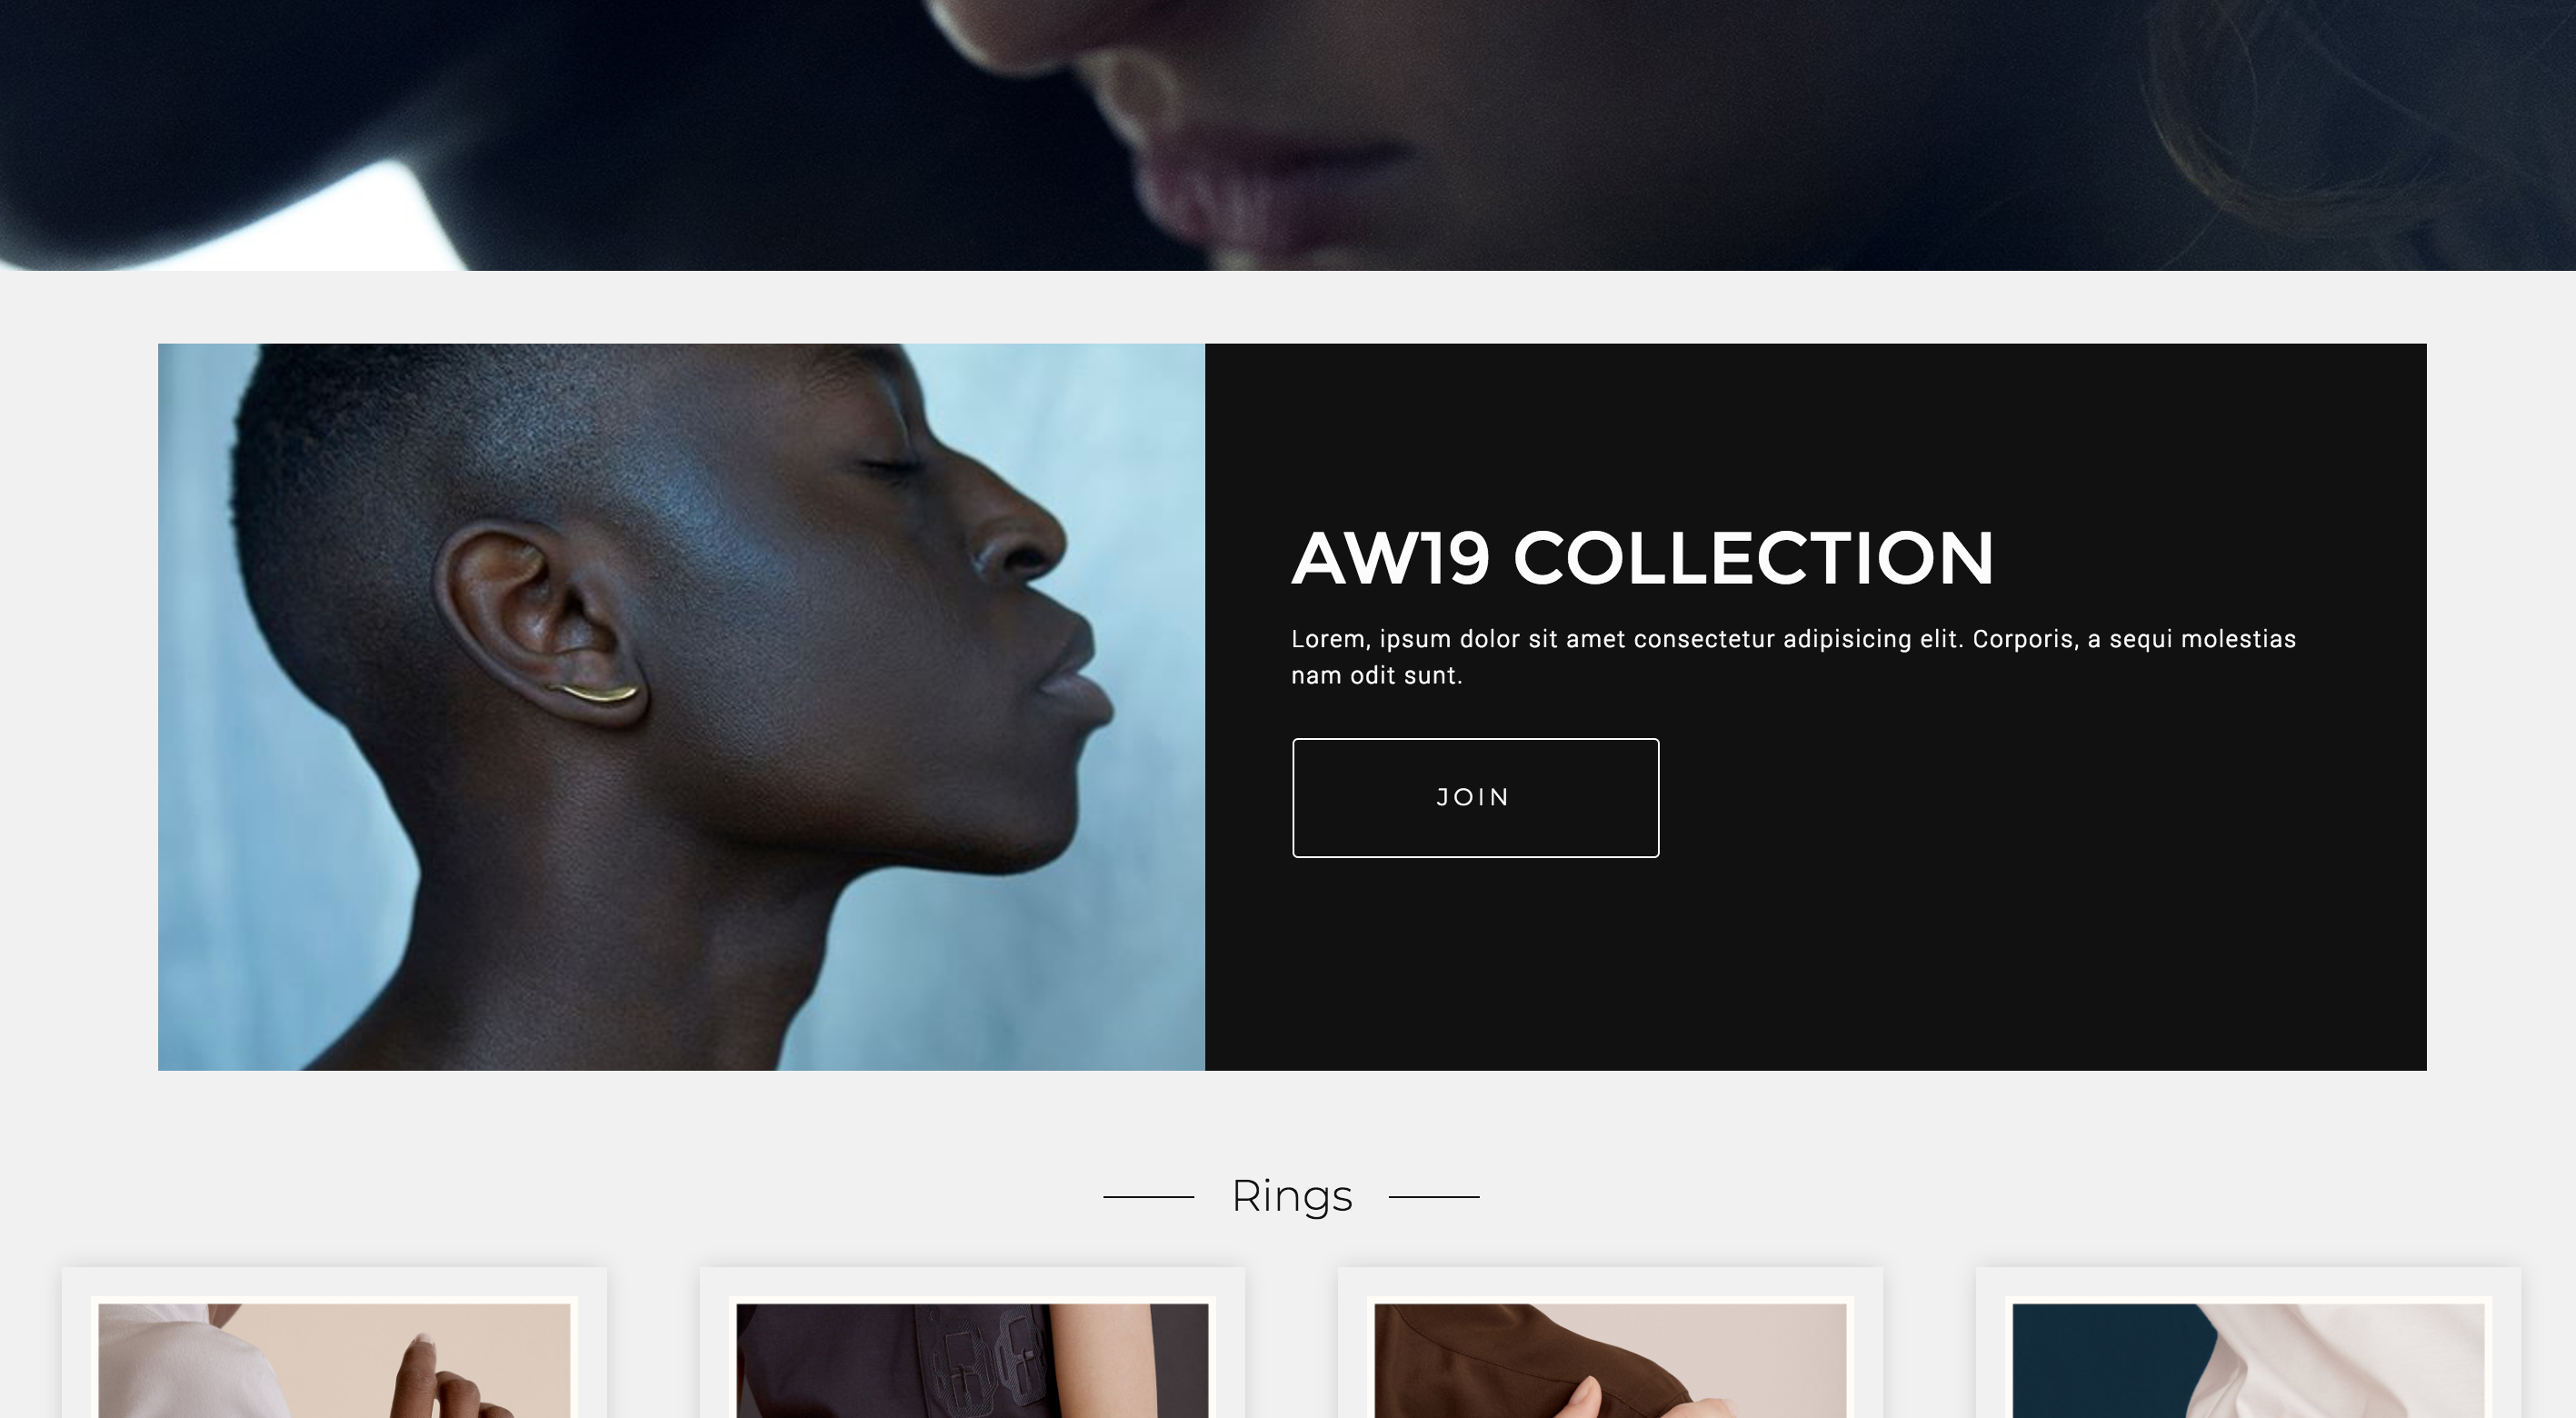 AW19 COLLECTION
Lorem, ipsum dolor sit amet consectetur adipisicing elit. Corporis, a sequi molestias
nam odit sunt.
JOIN
Rings